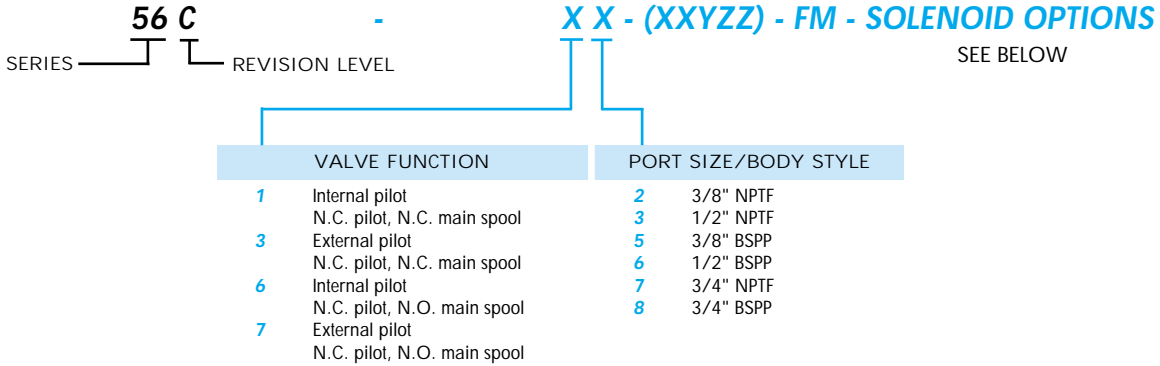 56 C - X X - (XXYZZ) - FM - SOLENOID OPTIONS
SERIES REVISION LEVEL SEE BELOW
VALVE FUNCTION
1 Internal pilot
N.C. pilot, N.C. main spool
3 External pilot
N.C. pilot, N.C. main spool
6 Internal pilot
N.C. pilot, N.O. main spool
7 External pilot
N.C. pilot, N.O. main spool
PORT SIZE/BODY STYLE
2 3/8" NPTF
3 1/2" NPTF
5 3/8" BSPP
6 1/2" BSPP
7 3/4" NPTF
8 3/4" BSPP